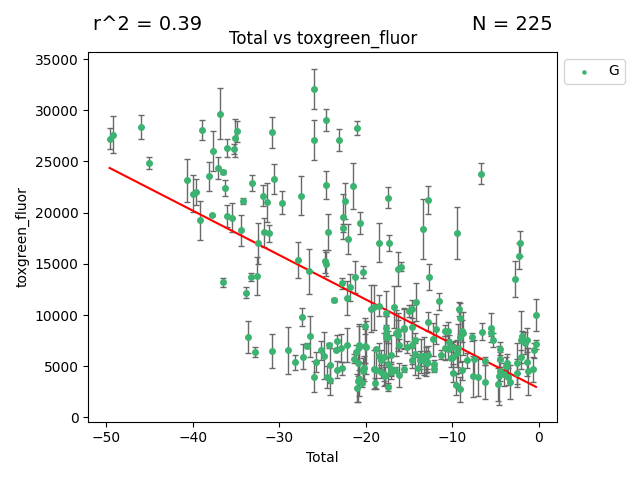 r^2 = 0.39
N = 225
Total vs toxgreen_fluor
G
35000
30000
25000
20000
15000
10000
5000
0
toxgreen_fluor
−50
−40
−30
−20
−10
0
Total